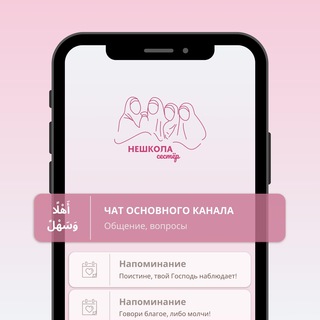 НЕШКОЛА
сестёр
أَهْلًا
وَسَهْلً
ЧАТ ОСНОВНОГО КАНАЛА
Общение, вопросы
Напоминание
Поистине, твой Господь наблюдает!
Напоминание
Говори благое, либо молчи!